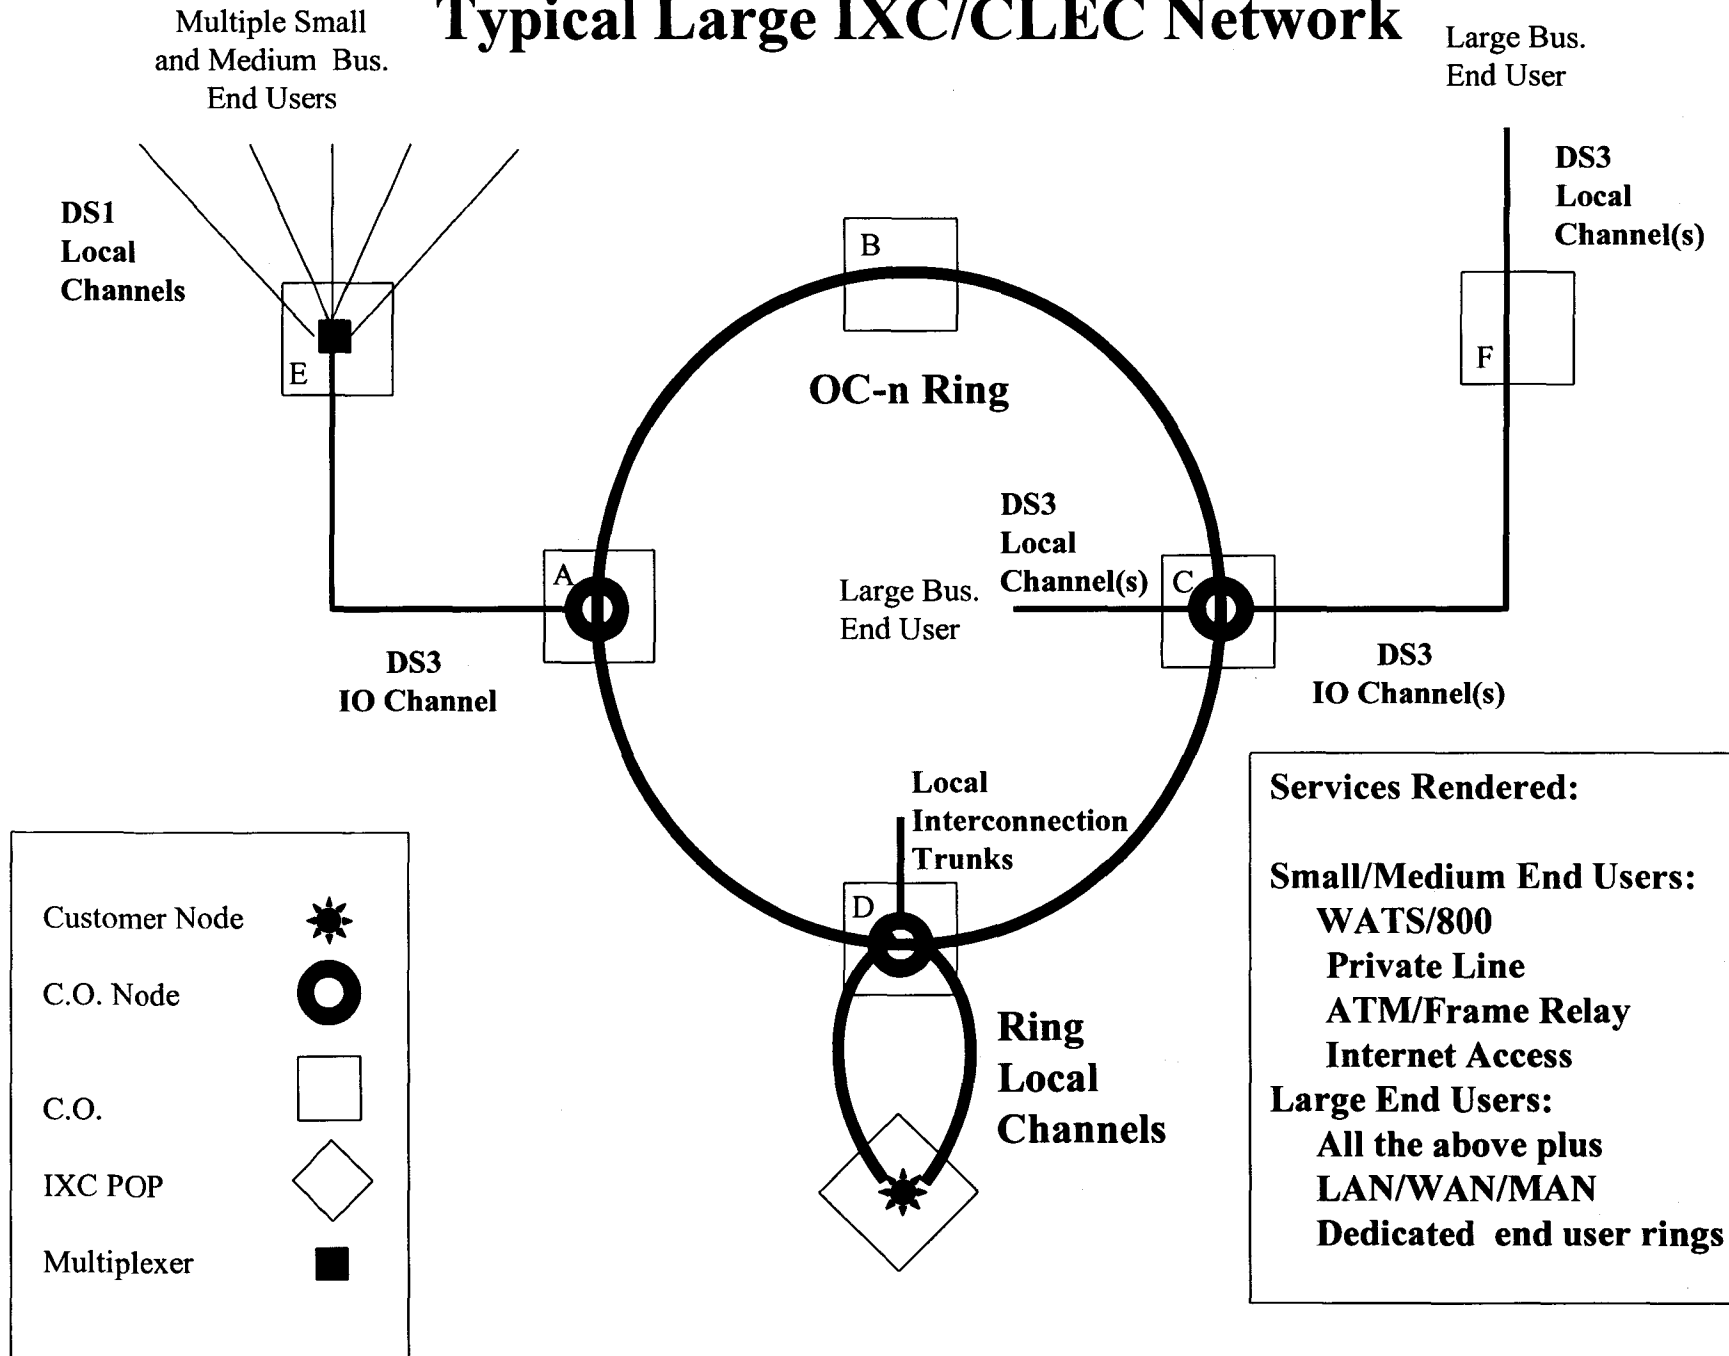 Typical Large IXC/CLEC Network
Multiple Small
and Medium Bus.
End Users
Large Bus.
End User
DS1
Local
Channels
DS3
Local
Channel(s)
B
E
F
OC-n Ring
DS3
Local
Channel(s)
Large Bus.
End User
A
C
DS3
IO Channel
DS3
IO Channel(s)
Local
Interconnection
Trunks
D
Ring
Local
Channels
Customer Node
C.O. Node
C.O.
IXC POP
Multiplexer
Services Rendered:
Small/Medium End Users:
WATS/800
Private Line
ATM/Frame Relay
Internet Access
Large End Users:
All the above plus
LAN/WAN/MAN
Dedicated end user rings